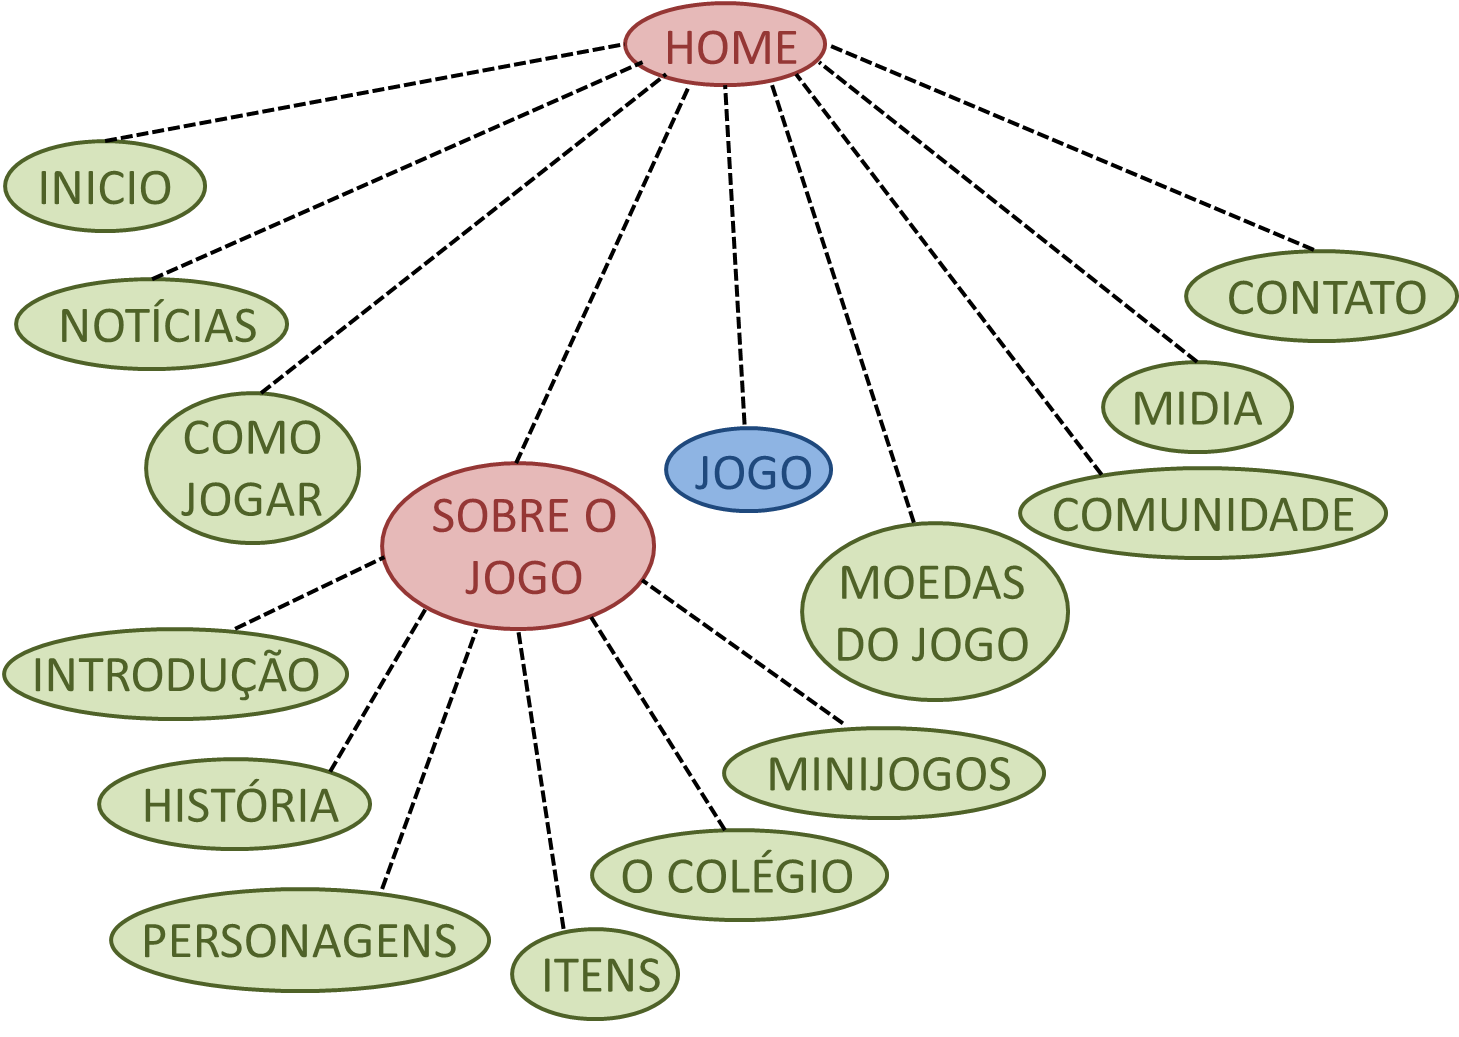 HOME
INICIO
NOTÍCIAS
COMO
JOGAR
SOBRE O
JOGO
JOGO
MOEDAS
DO JOGO
COMUNIDADE
MIDIA
CONTATO
INTRODUÇÃO
HISTÓRIA
PERSONAGENS
ITENS
O COLÉGIO
MINIJOGOS